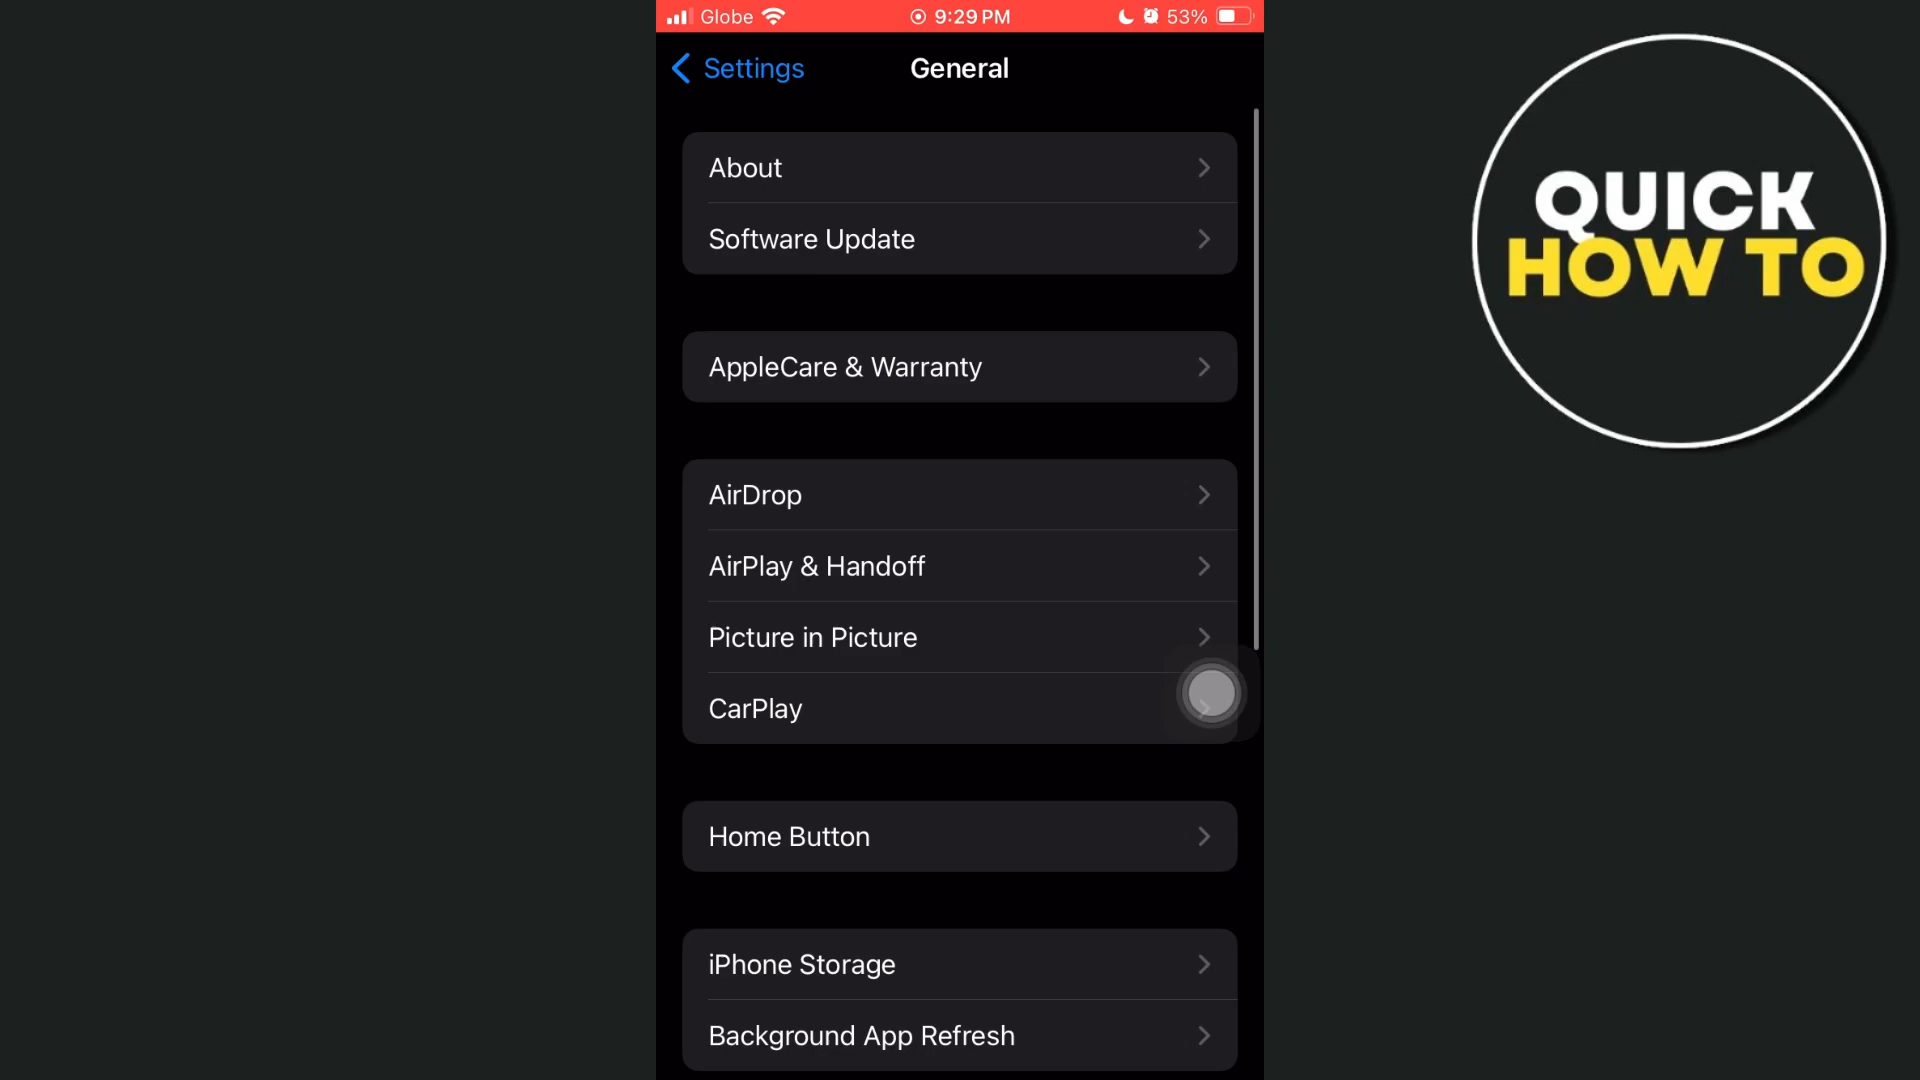 Globe 9:29 PM 53%
Settings General
About
Software Update
AppleCare & Warranty
AirDrop
AirPlay & Handoff
Picture in Picture
CarPlay
Home Button
iPhone Storage
Background App Refresh
QUICK
HOW TO